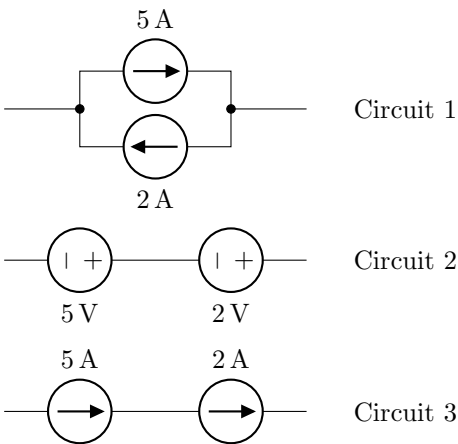 5 A
Circuit 1
2 A
− +
− +
Circuit 2
5 V
2 V
5 A
2 A
Circuit 3